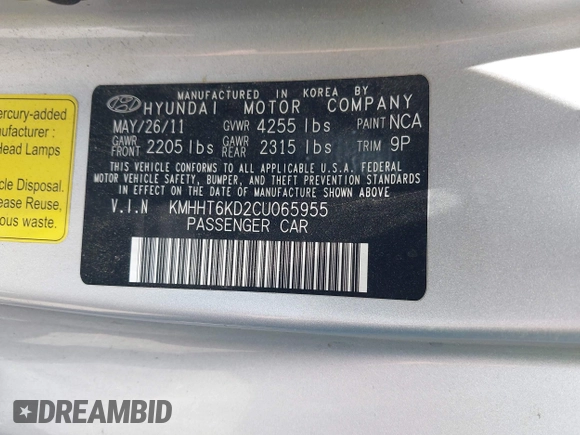 MANUFACTURED IN KOREA BY
HYUNDAI MOTOR COMPANY
MAY/26/11 GVWR 4255 lbs PAINT NCA
GAWR FRONT 2205 lbs GAWR REAR 2315 lbs TRIM 9P
THIS VEHICLE CONFORMS TO ALL APPLICABLE U.S.A. FEDERAL
MOTOR VEHICLE SAFETY, BUMPER, AND THEFT PREVENTION STANDARDS
IN EFFECT ON THE DATE OF MANUFACTURE SHOWN ABOVE.
V.I.N KMHHT6KD2CU065955
PASSENGER CAR
ercury-added
nufacturer :
Head Lamps
icle Disposal.
ease Reuse,
ous waste.
DREAMBID